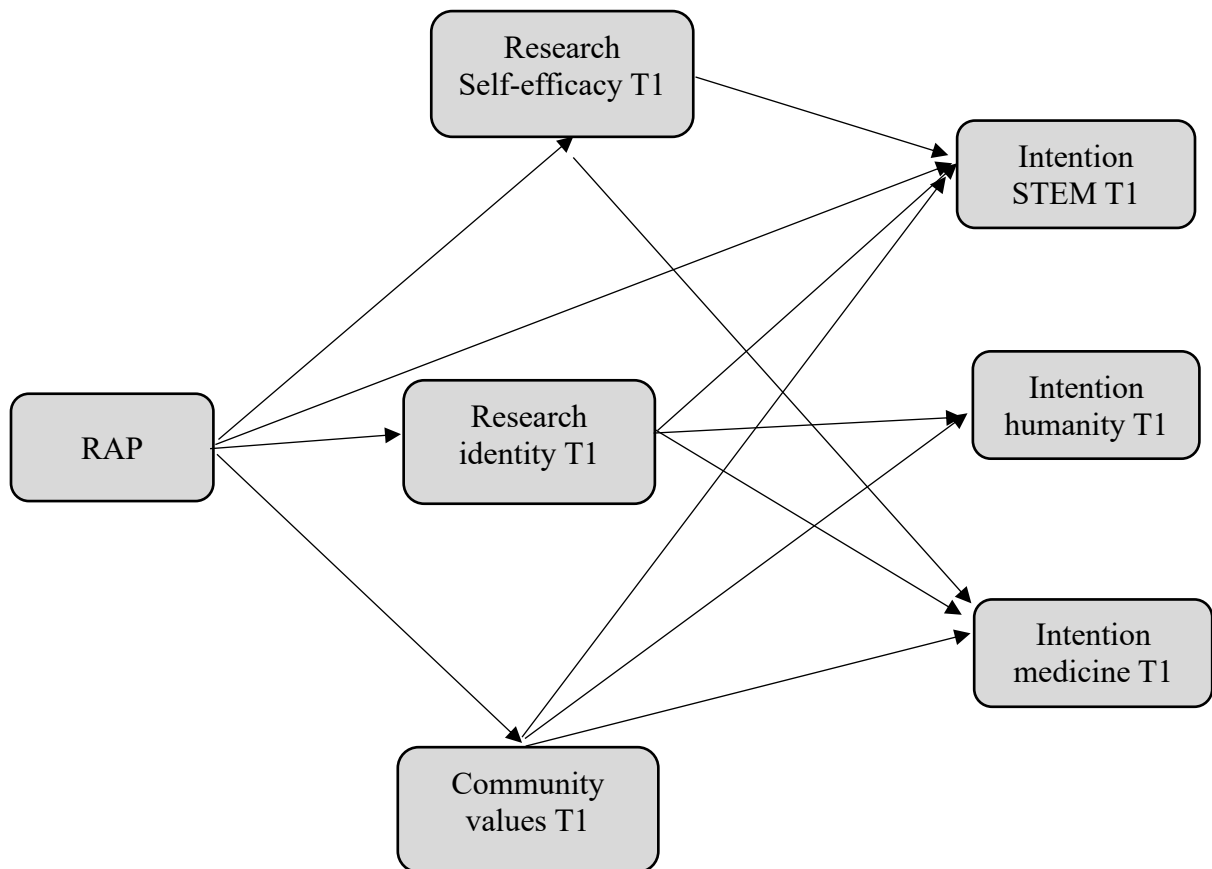 Research
Self-efficacy T1
Intention
STEM T1
RAP
Research
identity T1
Intention
humanity T1
Intention
medicine T1
Community
values T1